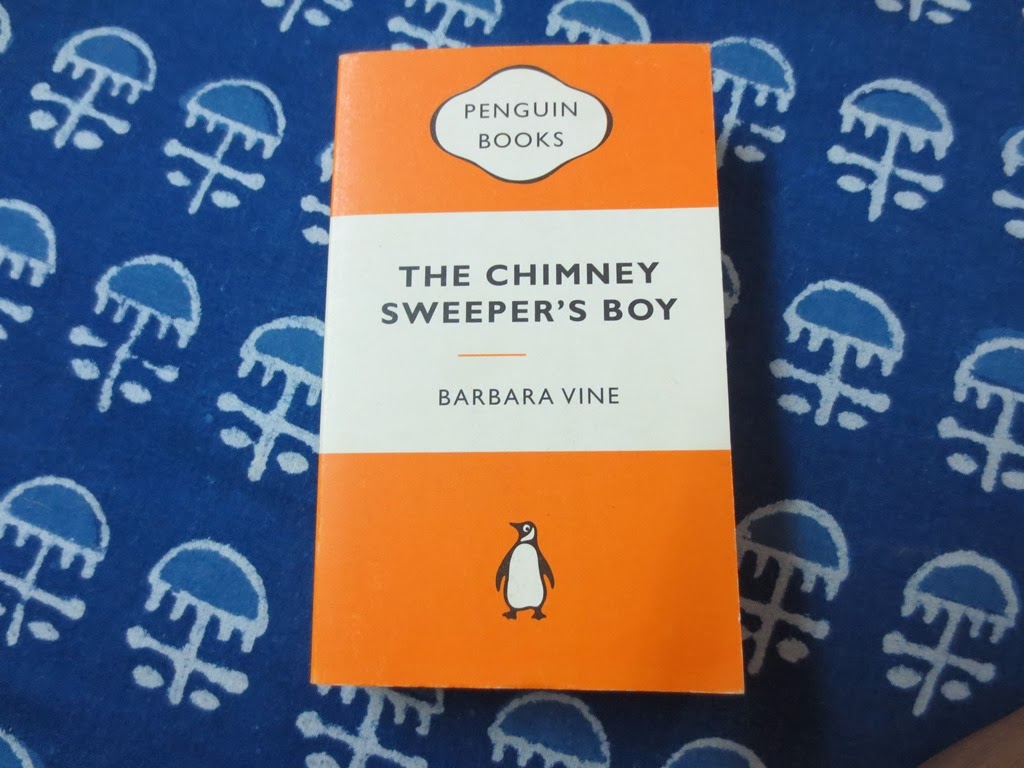 PENGUIN
BOOKS
THE CHIMNEY
SWEEPER'S BOY
BARBARA VINE